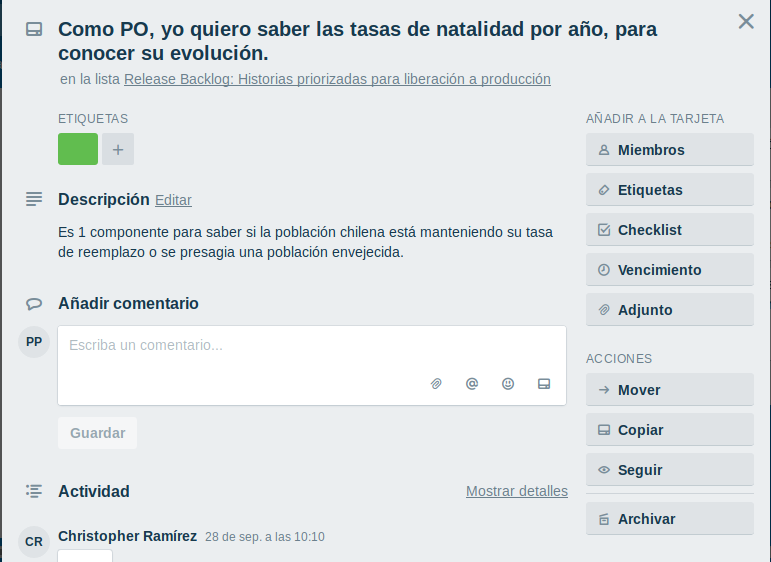 Como PO, yo quiero saber las tasas de natalidad por año, para
conocer su evolución.
en la lista Release Backlog: Historias priorizadas para liberación a producción
ETIQUETAS
+
Descripción Editar
Es 1 componente para saber si la población chilena está manteniendo su tasa
de reemplazo o se presagia una población envejecida.
Añadir comentario
PP
Escriba un comentario...
@
Guardar
Actividad
Mostrar detalles
CR
Christopher Ramírez 28 de sep. a las 10:10
AÑADIR A LA TARJETA
Miembros
Etiquetas
Checklist
Vencimiento
Adjunto
ACCIONES
Mover
Copiar
Seguir
Archivar